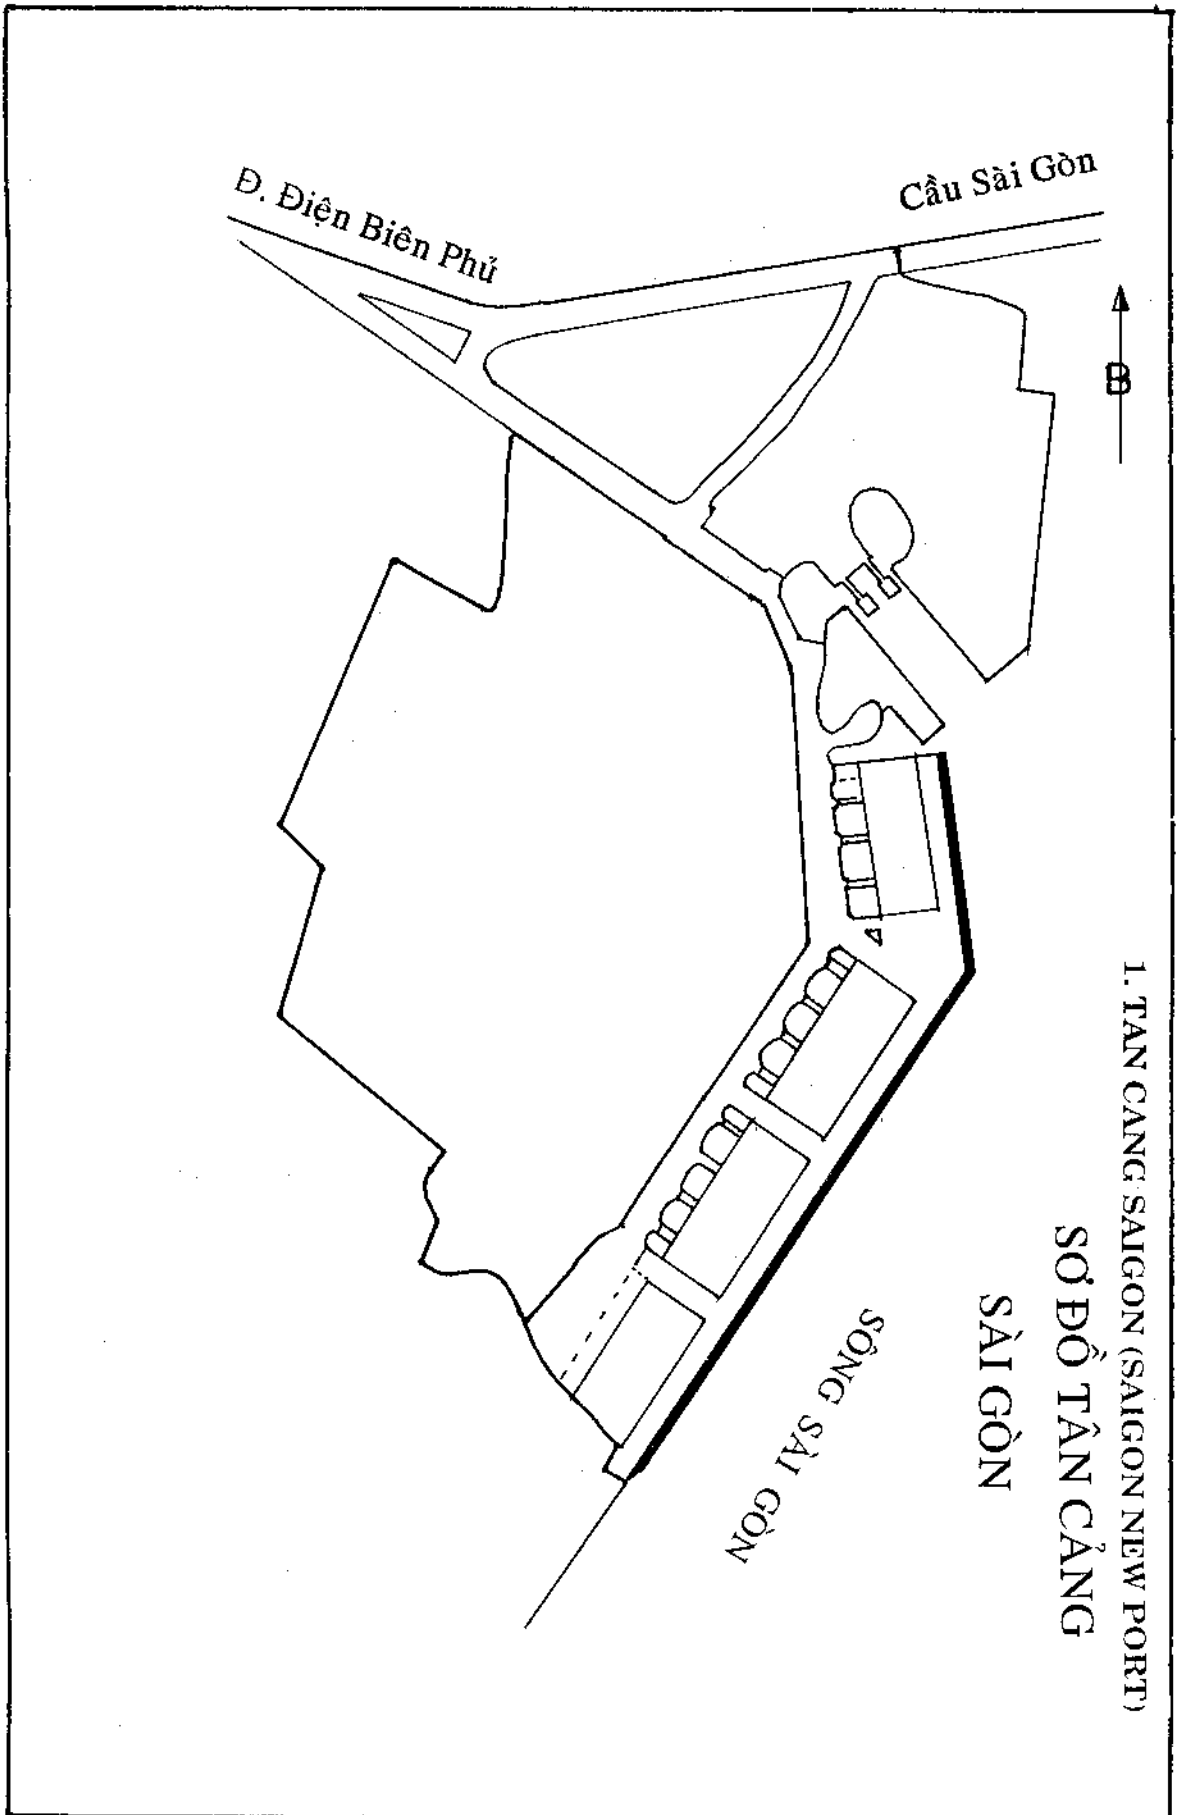 1. TAN CANG SAIGON (SAIGON NEW PORT)
SƠ ĐỒ TÂN CẢNG
SÀI GÒN
Cầu Sài Gòn
Đ. Điện Biên Phủ
B
4
SÔNG SÀI GÒN